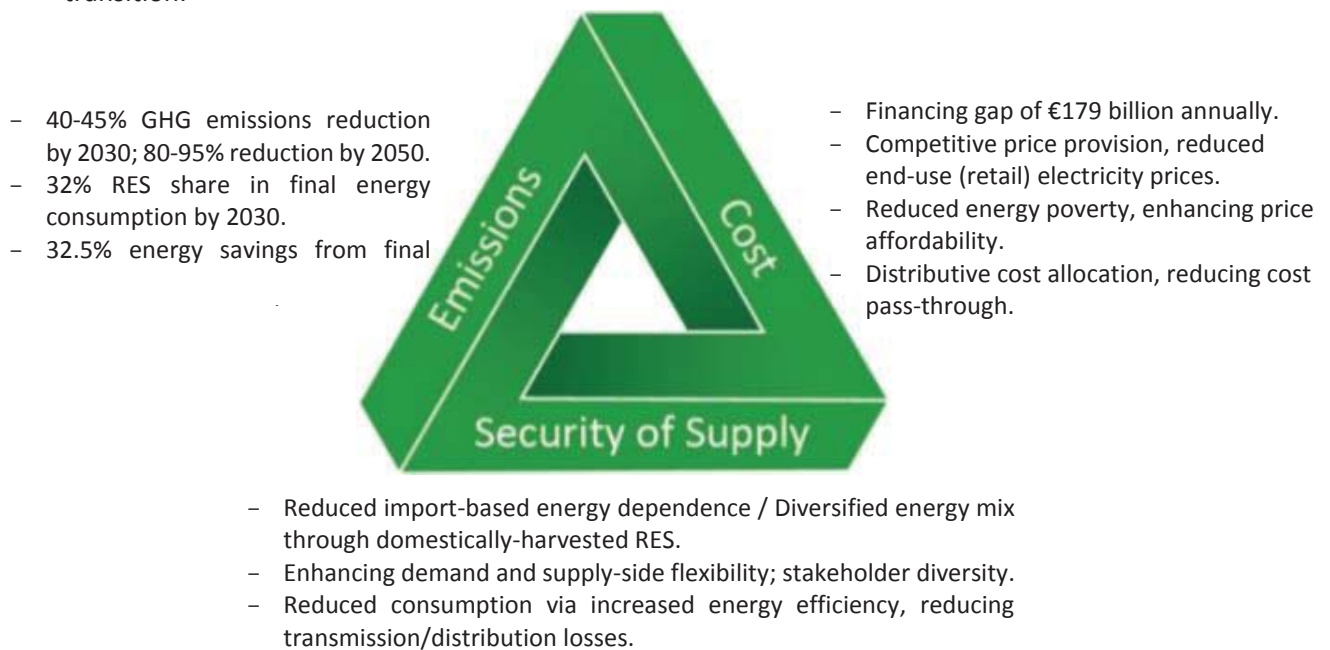 - 40-45% GHG emissions reduction
by 2030; 80-95% reduction by 2050.
- 32% RES share in final energy
consumption by 2030.
- 32.5% energy savings from final
Emissions
Cost
Security of Supply
- Financing gap of €179 billion annually.
- Competitive price provision, reduced
end-use (retail) electricity prices.
- Reduced energy poverty, enhancing price
affordability.
- Distributive cost allocation, reducing cost
pass-through.
- Reduced import-based energy dependence / Diversified energy mix
through domestically-harvested RES.
- Enhancing demand and supply-side flexibility; stakeholder diversity.
- Reduced consumption via increased energy efficiency, reducing
transmission/distribution losses.